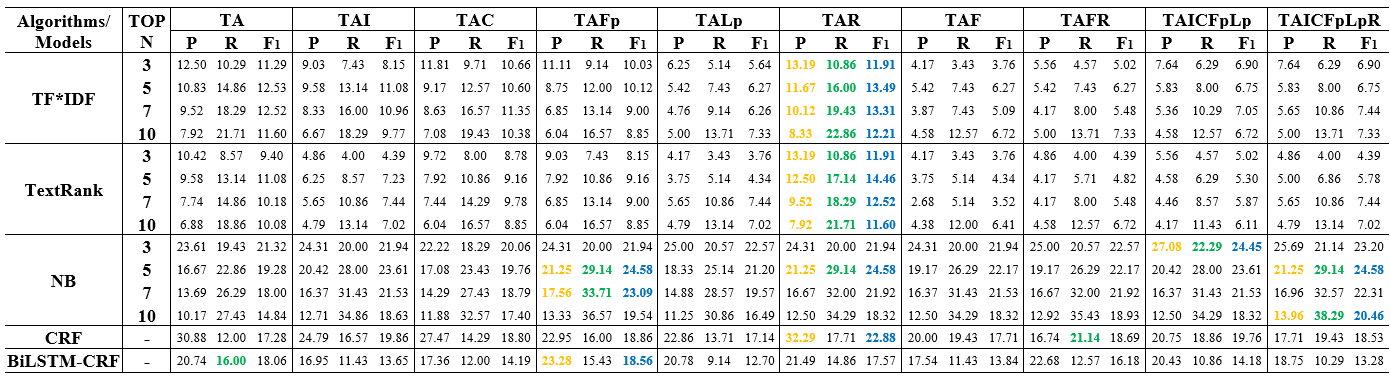 Algorithms/ Models TOP N TA TAI TAC TAFp TALp TAR TAF TAFR TAICFpLp TAICFpLpR
P R F1 P R F1 P R F1 P R F1 P R F1 P R F1 P R F1 P R F1 P R F1 P R F1
TF*IDF
3 12.50 10.29 11.29 9.03 7.43 8.15 11.81 9.71 10.66 11.11 9.14 10.03 6.25 5.14 5.64 13.19 10.86 11.91 4.17 3.43 3.76 5.56 4.57 5.02 7.64 6.29 6.90 7.64 6.29 6.90
5 10.83 14.86 12.53 9.58 13.14 11.08 9.17 12.57 10.60 8.75 12.00 10.12 5.42 7.43 6.27 11.67 16.00 13.49 5.42 7.43 6.27 5.42 7.43 6.27 5.83 8.00 6.75 5.83 8.00 6.75
7 9.52 18.29 12.52 8.33 16.00 10.96 8.63 16.57 11.35 6.85 13.14 9.00 4.76 9.14 6.26 10.12 19.43 13.31 3.87 7.43 5.09 4.17 8.00 5.48 5.36 10.29 7.05 5.65 10.86 7.44
10 7.92 21.71 11.60 6.67 18.29 9.77 7.08 19.43 10.38 6.04 16.57 8.85 5.00 13.71 7.33 8.33 22.86 12.21 4.58 12.57 6.72 5.00 13.71 7.33 4.58 12.57 6.72 5.00 13.71 7.33
TextRank
3 10.42 8.57 9.40 4.86 4.00 4.39 9.72 8.00 8.78 9.03 7.43 8.15 4.17 3.43 3.76 13.19 10.86 11.91 4.17 3.43 3.76 4.86 4.00 4.39 5.56 4.57 5.02 4.86 4.00 4.39
5 9.58 13.14 11.08 6.25 8.57 7.23 7.92 10.86 9.16 7.92 10.86 9.16 3.75 5.14 4.34 12.50 17.14 14.46 3.75 5.14 4.34 4.17 5.71 4.82 4.58 6.29 5.30 5.00 6.86 5.78
7 7.74 14.86 10.18 5.65 10.86 7.44 7.44 14.29 9.78 6.85 13.14 9.00 5.65 10.86 7.44 9.52 18.29 12.52 2.68 5.14 3.52 4.17 8.00 5.48 4.46 8.57 5.87 5.65 10.86 7.44
10 6.88 18.86 10.08 4.79 13.14 7.02 6.04 16.57 8.85 6.04 16.57 8.85 4.79 13.14 7.02 7.92 21.71 11.60 4.38 12.00 6.41 4.58 12.57 6.72 4.17 11.43 6.11 4.79 13.14 7.02
NB
3 23.61 19.43 21.32 24.31 20.00 21.94 22.22 18.29 20.06 24.31 20.00 21.94 25.00 20.57 22.57 24.31 20.00 21.94 24.31 20.00 21.94 25.00 20.57 22.57 27.08 22.29 24.45 25.69 21.14 23.20
5 16.67 22.86 19.28 20.42 28.00 23.61 17.08 23.43 19.76 21.25 29.14 24.58 18.33 25.14 21.20 21.25 29.14 24.58 19.17 26.29 22.17 19.17 26.29 22.17 20.42 28.00 23.61 21.25 29.14 24.58
7 13.69 26.29 18.00 16.37 31.43 21.53 14.29 27.43 18.79 17.56 33.71 23.09 14.88 28.57 19.57 16.67 32.00 21.92 16.37 31.43 21.53 16.67 32.00 21.92 16.37 31.43 21.53 16.96 32.57 22.31
10 10.17 27.43 14.84 12.71 34.86 18.63 11.88 32.57 17.40 13.33 36.57 19.54 11.25 30.86 16.49 12.50 34.29 18.32 12.50 34.29 18.32 12.92 35.43 18.93 12.50 34.29 18.32 13.96 38.29 20.46
CRF - 30.88 12.00 17.28 24.79 16.57 19.86 27.47 14.29 18.80 22.95 16.00 18.86 22.86 13.71 17.14 32.29 17.71 22.88 20.00 19.43 17.71 16.74 21.14 18.69 20.75 18.86 19.76 17.71 19.43 18.53
BiLSTM-CRF - 20.74 16.00 18.06 16.95 11.43 13.65 17.36 12.00 14.19 23.28 15.43 18.56 20.78 9.14 12.70 21.49 14.86 17.57 17.54 11.43 13.84 22.68 12.57 16.18 20.43 10.86 14.18 18.75 10.29 13.28